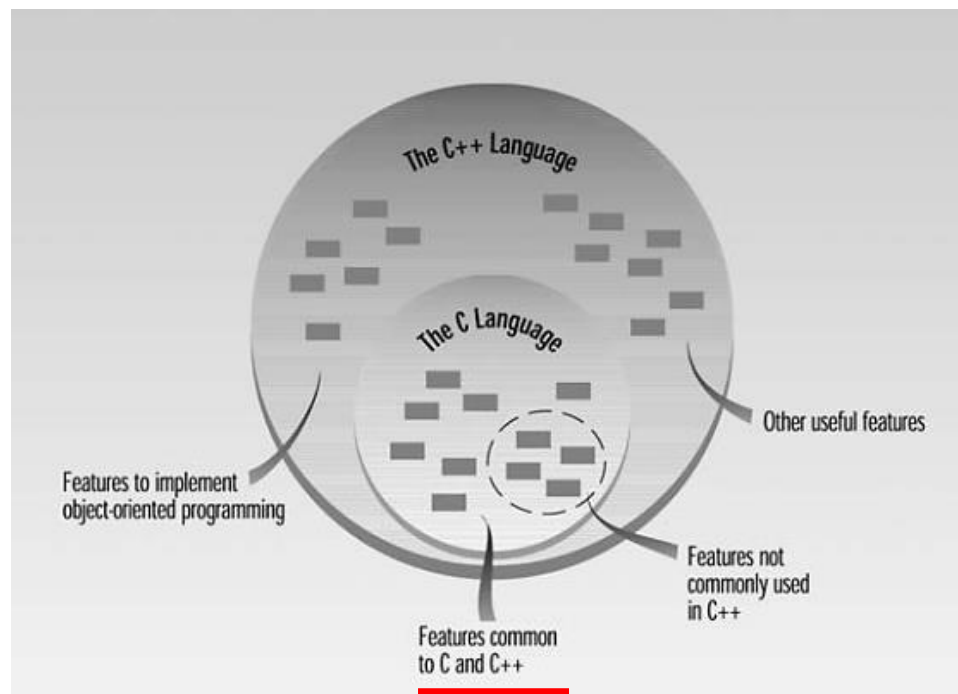 The C++ Language
The C Language
Other useful features
Features to implement
object-oriented programming
Features not
commonly used
in C++
Features common
to C and C++